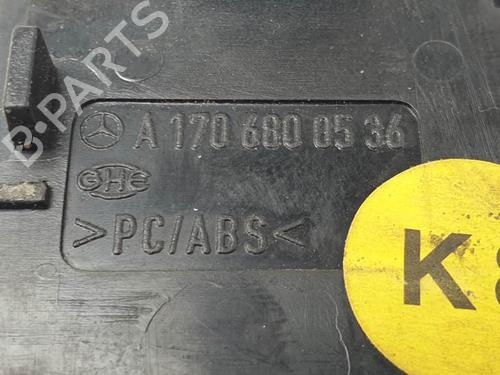 B-PARTS
A 170 680 05 36
GHE
>PC/ABS<
K